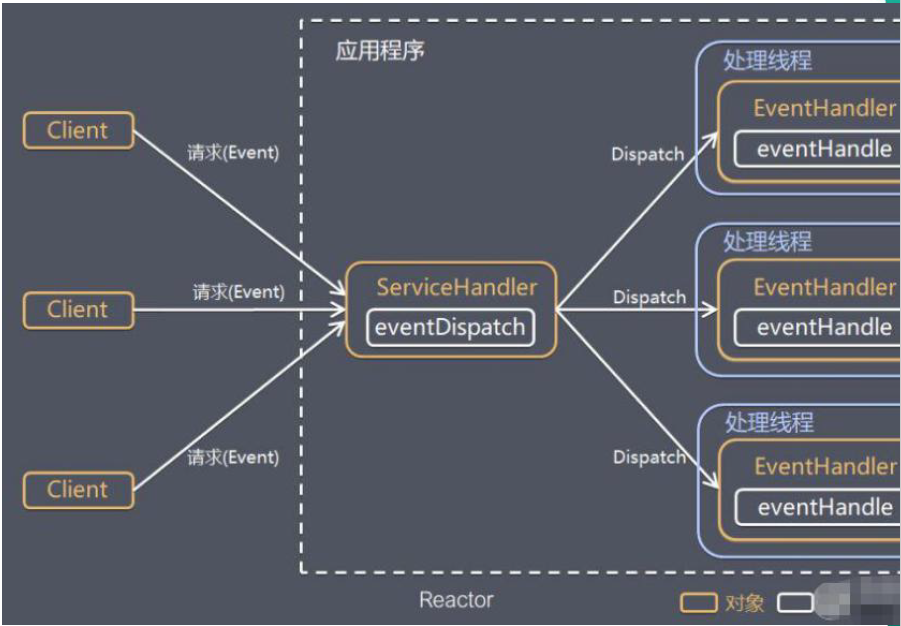 应用程序
处理线程
EventHandler
eventHandle
Client
请求(Event)
Dispatch
处理线程
Client
请求(Event)
ServiceHandler
eventDispatch
Dispatch
EventHandler
eventHandle
处理线程
Client
请求(Event)
Dispatch
EventHandler
eventHandle
Reactor
对象